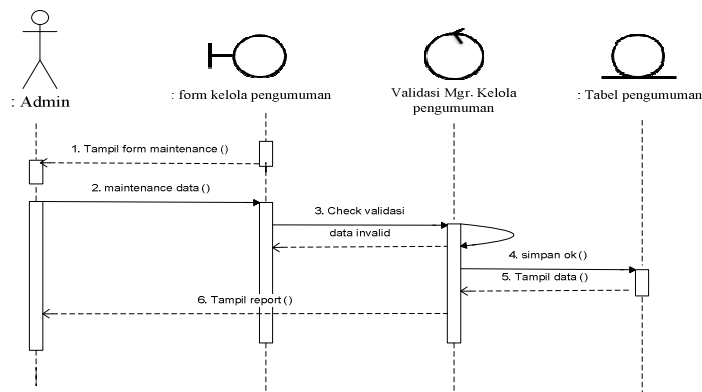 : Admin
: form kelola pengumuman
Validasi Mgr. Kelola
pengumuman
: Tabel pengumuman
1. Tampil form maintenance ()
2. maintenance data ()
3. Check validasi
data invalid
4. simpan ok ()
5. Tampil data ()
6. Tampil report ()